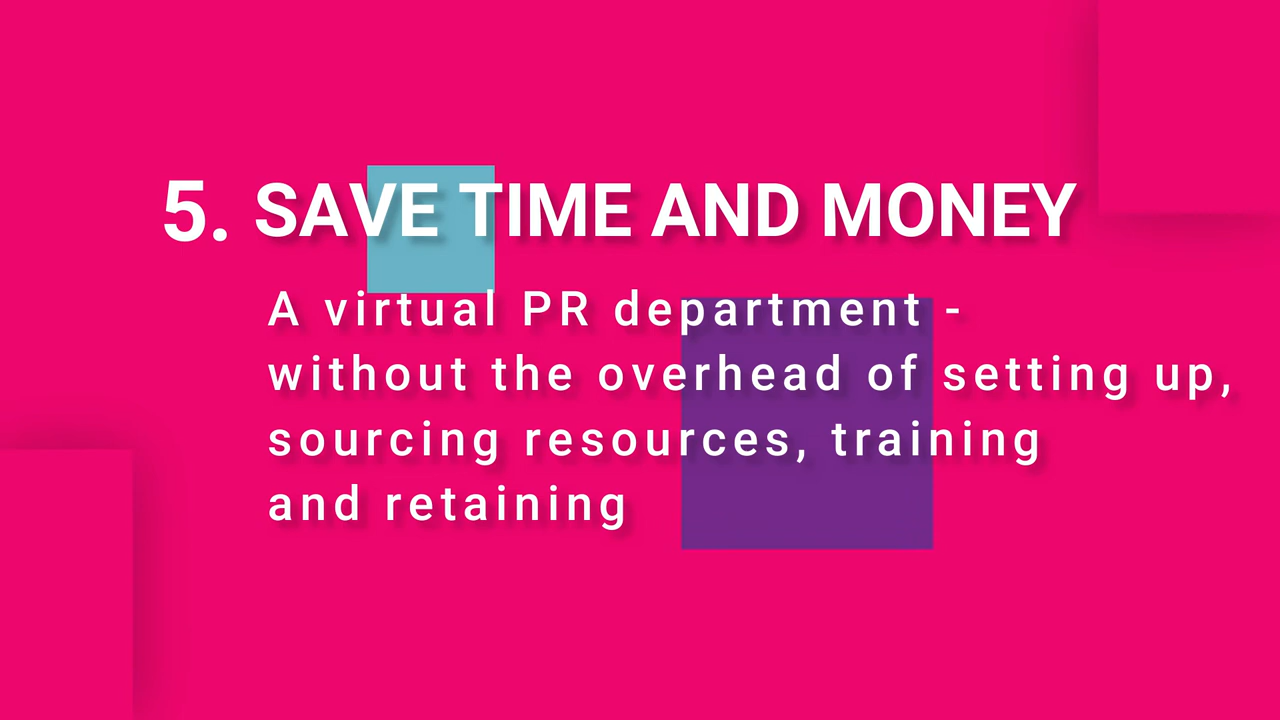 5. SAVE TIME AND MONEY
A virtual PR department -
without the overhead of setting up,
sourcing resources, training
and retaining